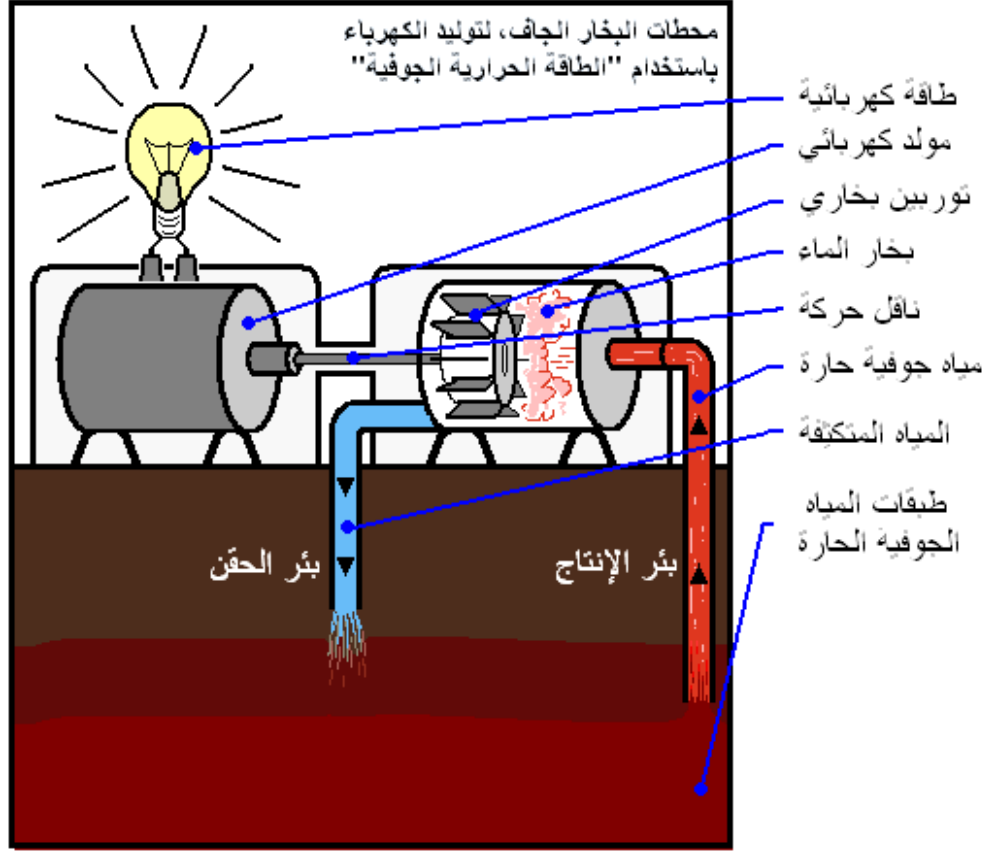 محطات البخار الجاف، لتوليد الكهرباء
باستخدام "الطاقة الحرارية الجوفية"
طاقة كهربائية
مولد كهربائي
توربين بخاري
بخار الماء
ناقل حركة
مياه جوفية حارة
المياه المتكثفة
طبقات المياه
الجوفية الحارة
بئر الإنتاج
بئر الحقن